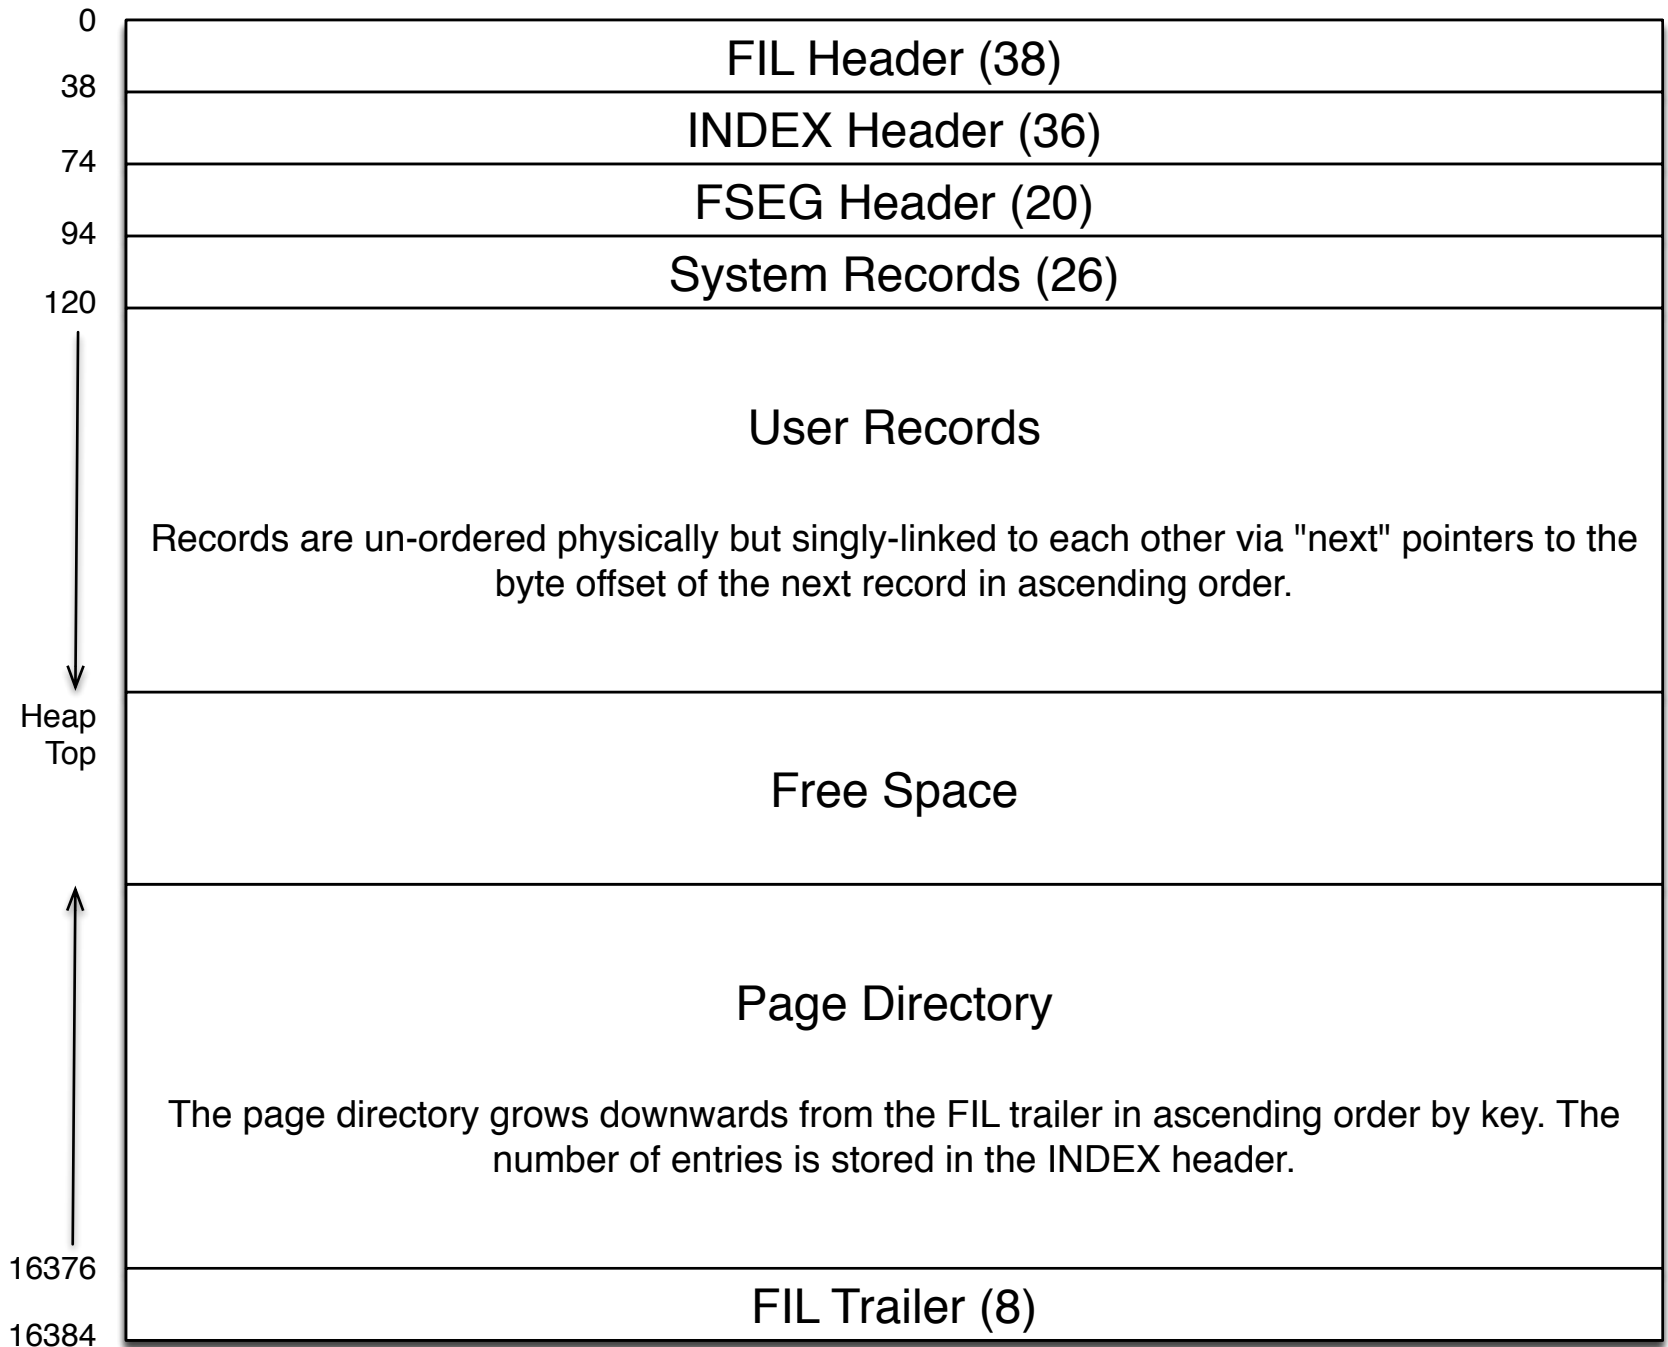 0
FIL Header (38)
38
INDEX Header (36)
74
FSEG Header (20)
94
System Records (26)
120
User Records
Records are un-ordered physically but singly-linked to each other via "next" pointers to the
byte offset of the next record in ascending order.
Heap
Top
Free Space
Page Directory
The page directory grows downwards from the FIL trailer in ascending order by key. The
number of entries is stored in the INDEX header.
16376
FIL Trailer (8)
16384